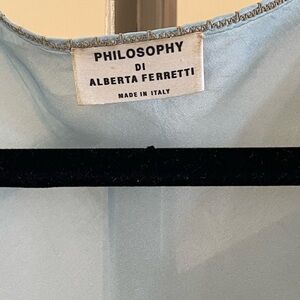 PHILOSOPHY
DI
ALBERTA FERRETTI
MADE IN ITALY